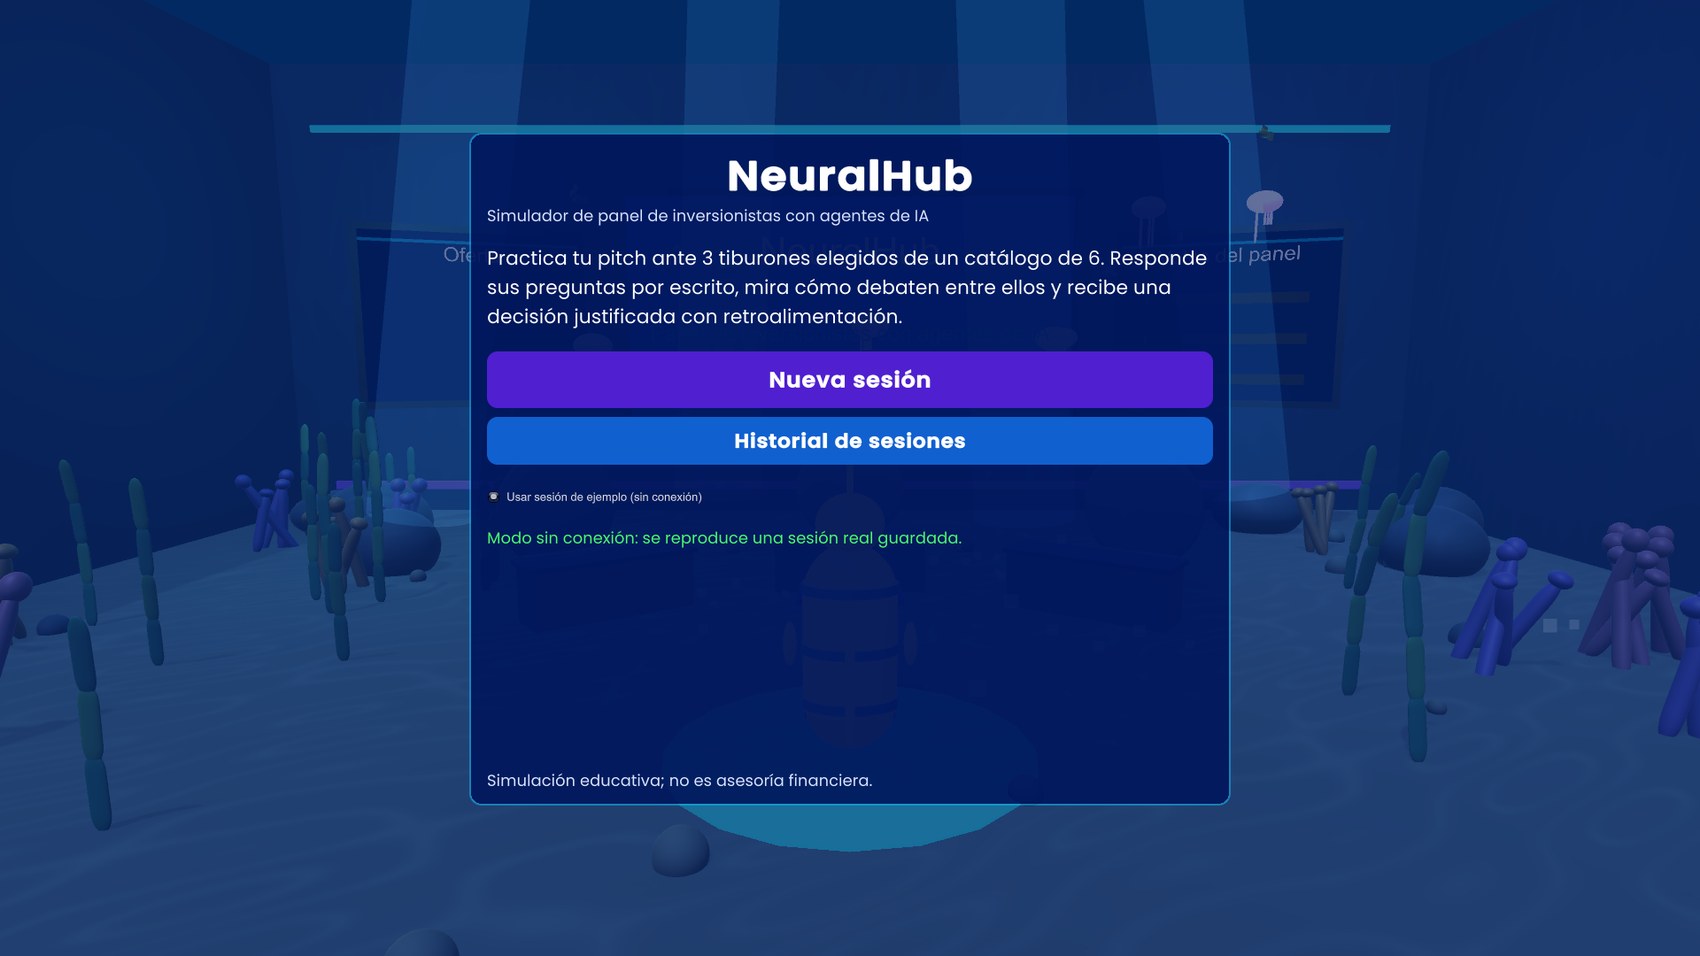 NeuralHub
Simulador de panel de inversionistas con agentes de IA
Practica tu pitch ante 3 tiburones elegidos de un catálogo de 6. Responde
sus preguntas por escrito, mira cómo debaten entre ellos y recibe una
decisión justificada con retroalimentación.
Ofe
del panel
Nueva sesión
Historial de sesiones
Usar sesión de ejemplo (sin conexión)
Modo sin conexión: se reproduce una sesión real guardada.
Simulación educativa; no es asesoría financiera.